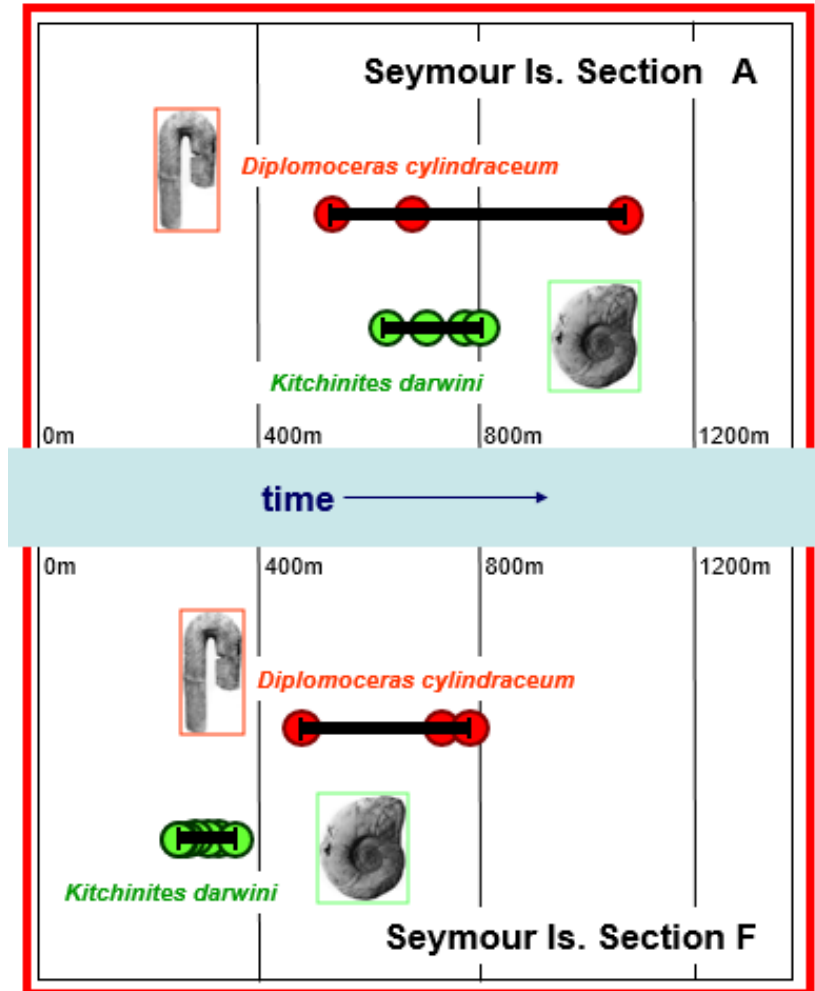 Seymour Is. Section A
Diplomoceras cylindraceum
Kitchinites darwini
0m 400m 800m 1200m
time
0m 400m 800m 1200m
Diplomoceras cylindraceum
Kitchinites darwini
Seymour Is. Section F